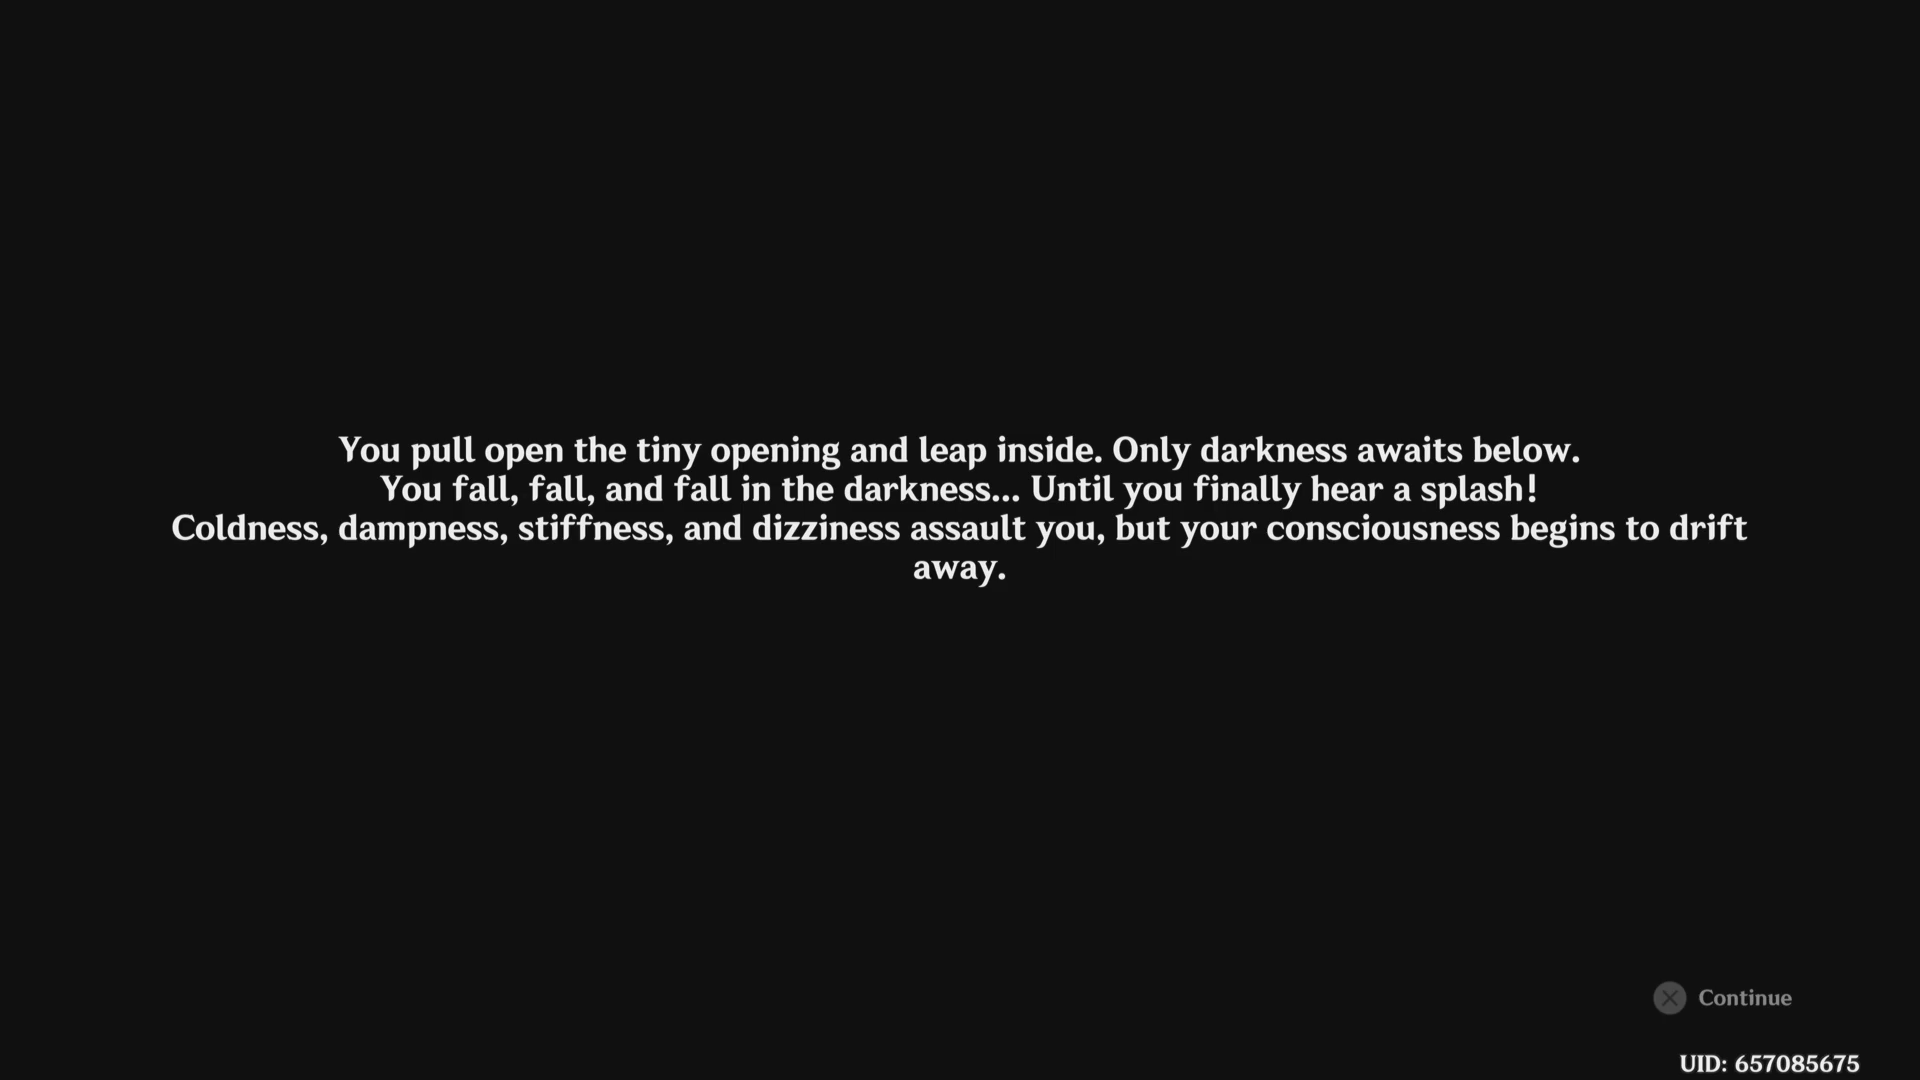 You pull open the tiny opening and leap inside. Only darkness awaits below.
You fall, fall, and fall in the darkness... Until you finally hear a splash!
Coldness, dampness, stiffness, and dizziness assault you, but your consciousness begins to drift
away.
Continue
UID: 657085675